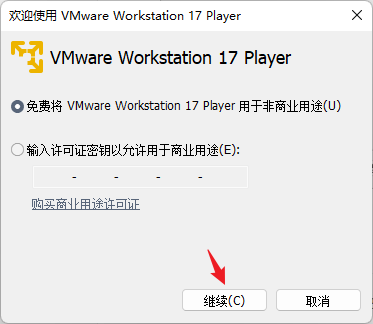 欢迎使用 VMware Workstation 17 Player
VMware Workstation 17 Player
免费将 VMware Workstation 17 Player 用于非商业用途(U)
输入许可证密钥以允许用于商业用途(E):
- - - -
购买商业用途许可证
继续(C) 取消